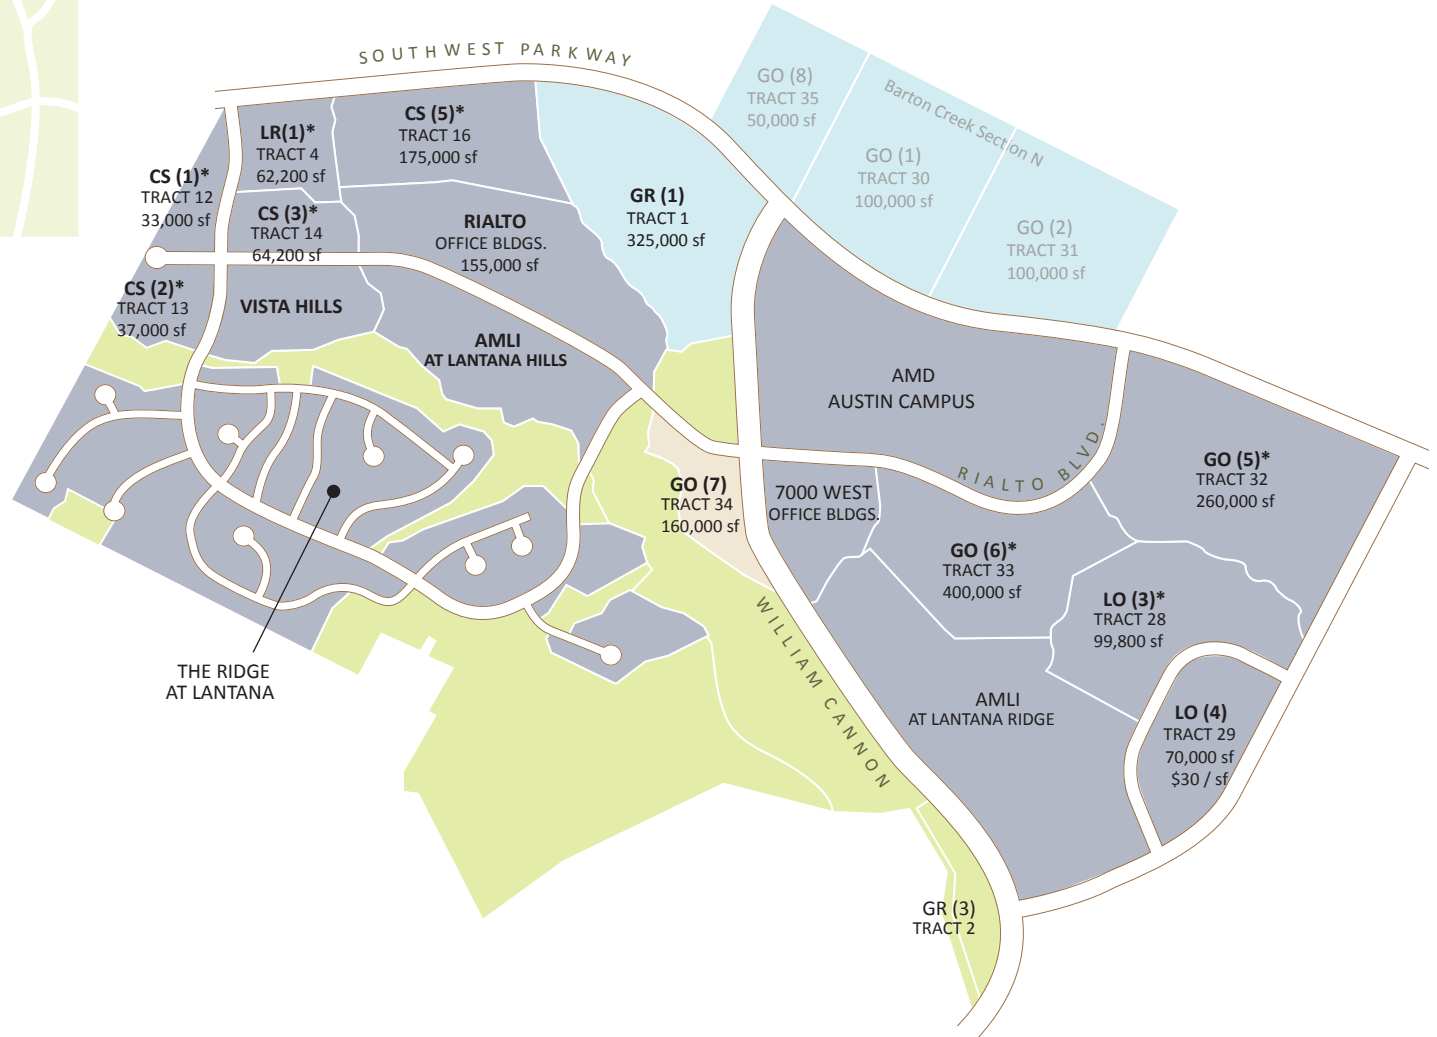 SOUTHWEST PARKWAY
GO (8)
TRACT 35
50,000 sf
Barton Creek Section N
GO (1)
TRACT 30
100,000 sf
GO (2)
TRACT 31
100,000 sf
CS (5)*
TRACT 16
175,000 sf
LR(1)*
TRACT 4
62,200 sf
CS (1)*
TRACT 12
33,000 sf
CS (3)*
TRACT 14
64,200 sf
RIALTO
OFFICE BLDGS.
155,000 sf
GR (1)
TRACT 1
325,000 sf
CS (2)*
TRACT 13
37,000 sf
VISTA HILLS
AMLI
AT LANTANA HILLS
AMD
AUSTIN CAMPUS
RIALTO BLVD.
GO (5)*
TRACT 32
260,000 sf
GO (7)
TRACT 34
160,000 sf
7000 WEST
OFFICE BLDGS.
GO (6)*
TRACT 33
400,000 sf
LO (3)*
TRACT 28
99,800 sf
THE RIDGE
AT LANTANA
WILLIAM CANNON
AMLI
AT LANTANA RIDGE
LO (4)
TRACT 29
70,000 sf
$30 / sf
GR (3)
TRACT 2